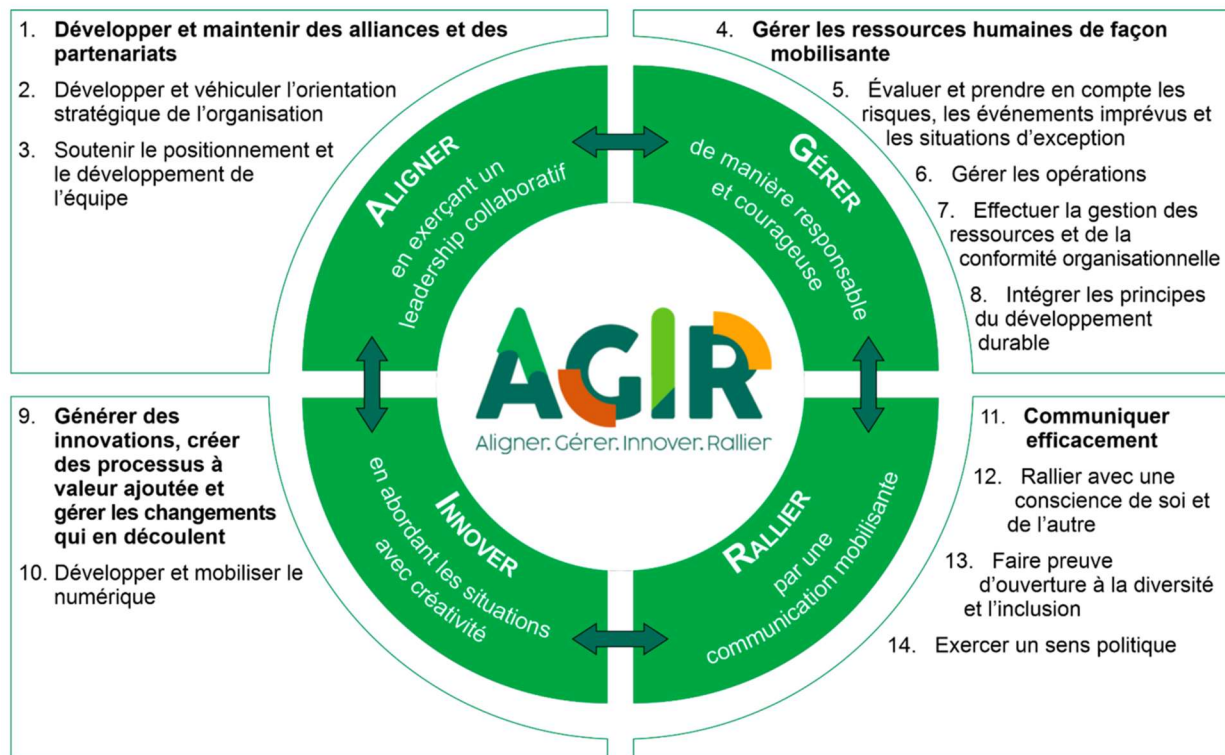 1. Développer et maintenir des alliances et des
partenariats
2. Développer et véhiculer l’orientation
stratégique de l’organisation
3. Soutenir le positionnement et
le développement de
l’équipe
ALIGNER
en exerçant un
leadership collaboratif
4. Gérer les ressources humaines de façon
mobilisante
5. Évaluer et prendre en compte les
risques, les événements imprévus et
les situations d’exception
6. Gérer les opérations
7. Effectuer la gestion des
ressources et de la
conformité organisationnelle
8. Intégrer les principes
du développement
durable
GÉRER
de manière responsable
et courageuse
AGIR
Aligner. Gérer. Innover. Rallier
9. Générer des
innovations, créer
des processus à
valeur ajoutée et
gérer les changements
qui en découlent
10. Développer et mobiliser le
numérique
INNOVER
en abordant les situations
avec créativité
11. Communiquer
efficacement
12. Rallier avec une
conscience de soi et
de l’autre
13. Faire preuve
d’ouverture à la diversité
et l’inclusion
14. Exercer un sens politique
RALLIER
par une
communication mobilisante